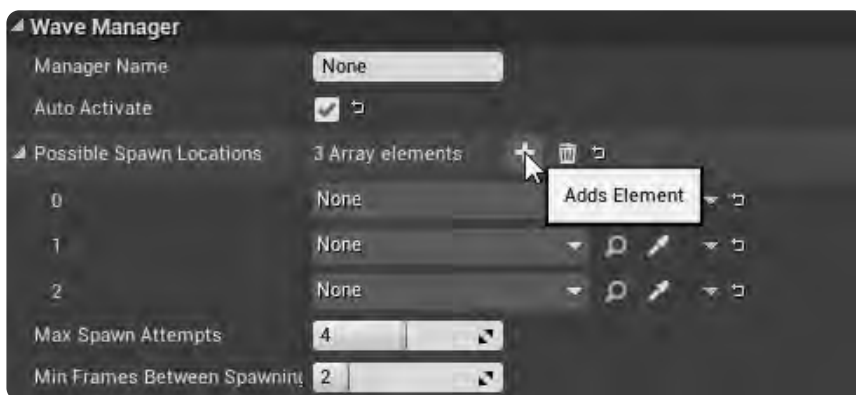 Wave Manager
Manager Name None
Auto Activate
Possible Spawn Locations 3 Array elements
Adds Element
0 None
1 None
2 None
Max Spawn Attempts 4
Min Frames Between Spawning 2